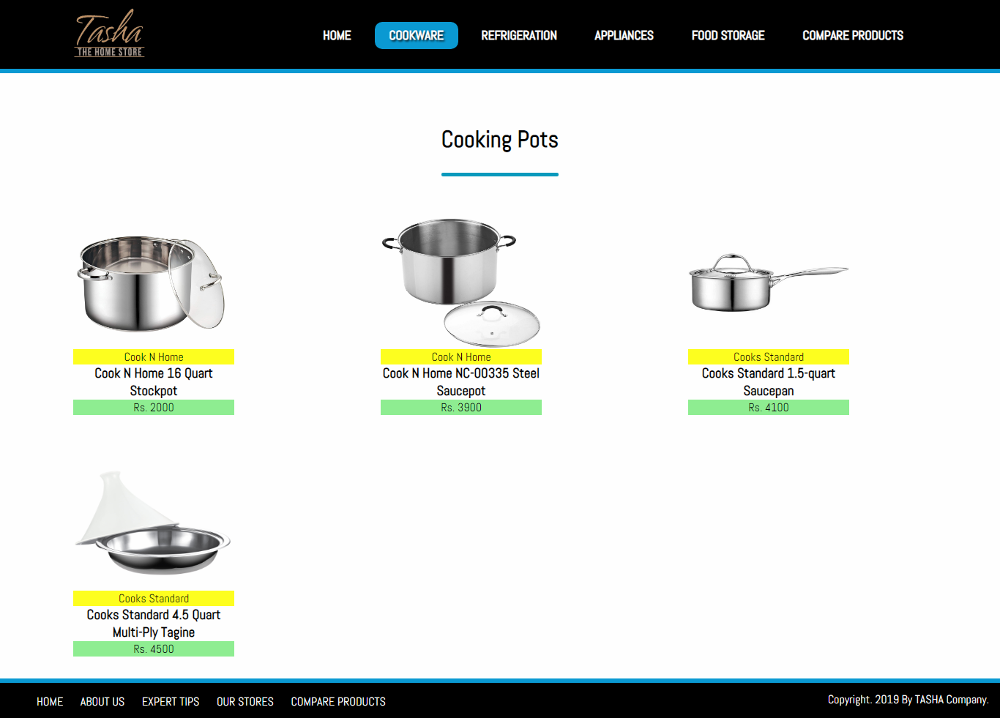 Tasha
THE HOME STORE
HOME COOKWARE REFRIGERATION APPLIANCES FOOD STORAGE COMPARE PRODUCTS
Cooking Pots
Cook N Home
Cook N Home 16 Quart
Stockpot
Rs. 2000
Cook N Home
Cook N Home NC-00335 Steel
Saucepot
Rs. 3900
Cooks Standard
Cooks Standard 1.5-quart
Saucepan
Rs. 4100
Cooks Standard
Cooks Standard 4.5 Quart
Multi-Ply Tagine
Rs. 4500
HOME ABOUT US EXPERT TIPS OUR STORES COMPARE PRODUCTS
Copyright. 2019 By TASHA Company.